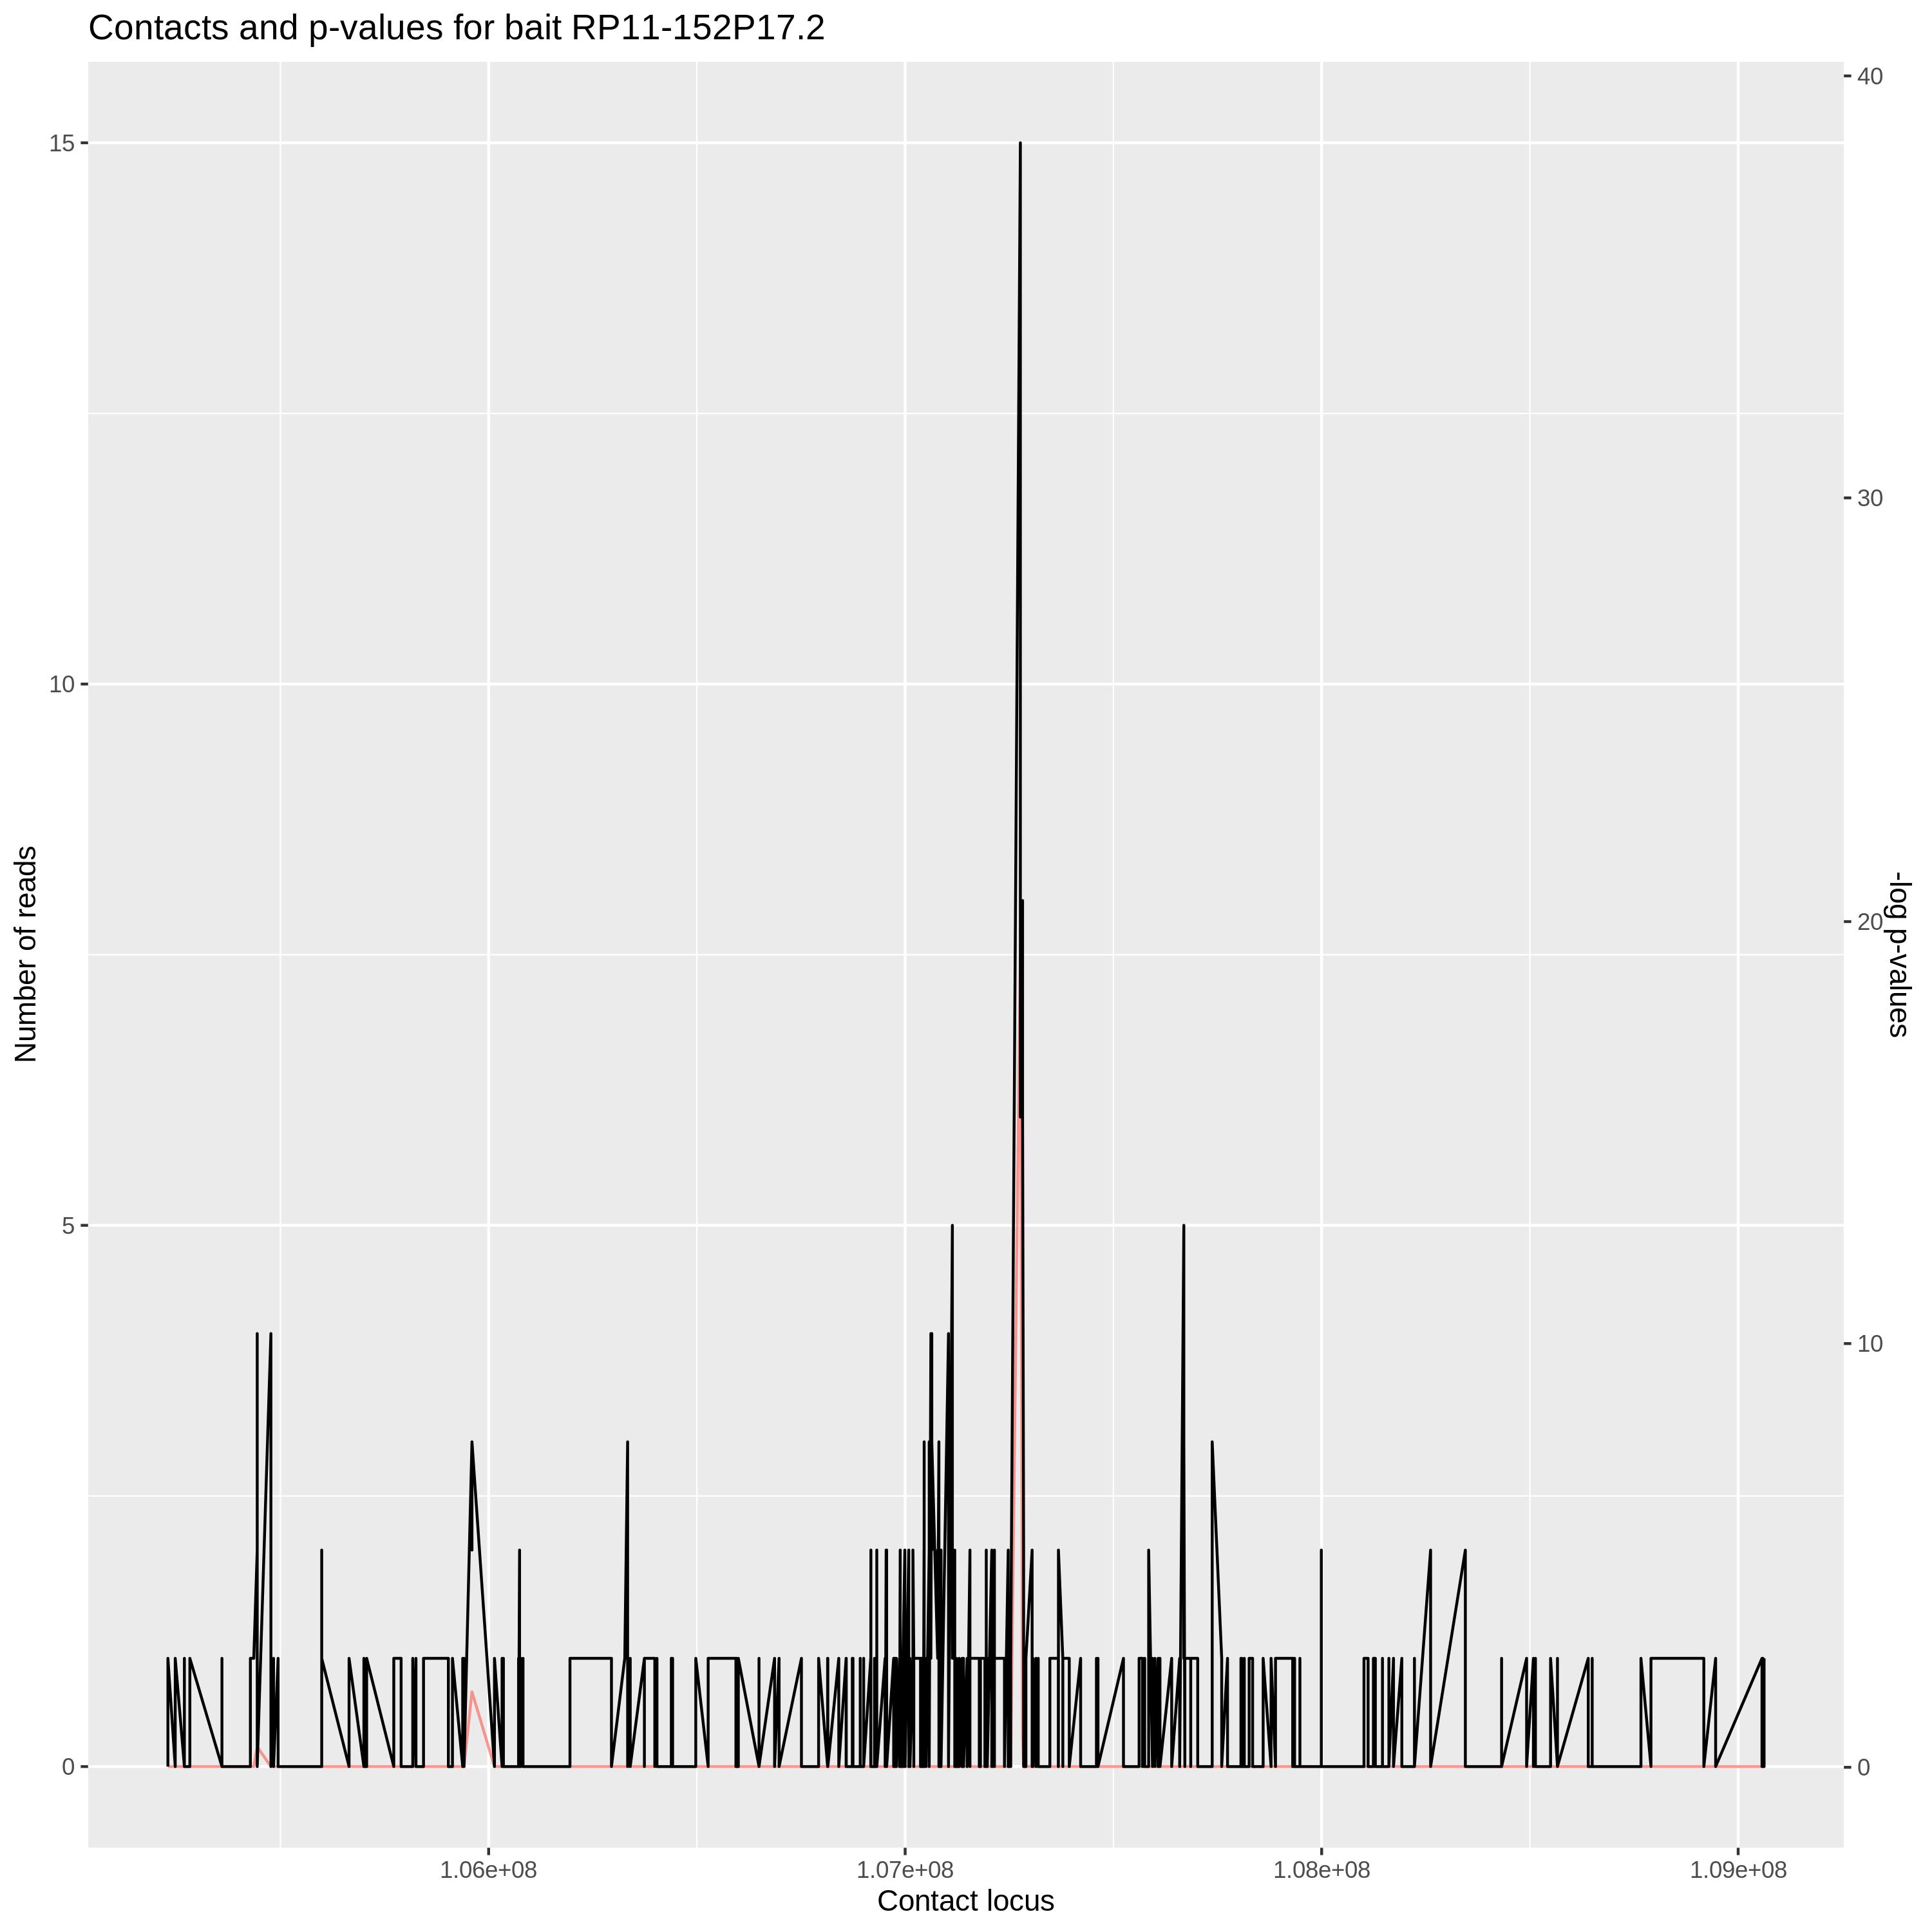 Contacts and p-values for bait RP11-152P17.2
15
10
5
0
Number of reads
40
30
20
10
0
-log p-values
1.06e+08
1.07e+08
1.08e+08
1.09e+08
Contact locus